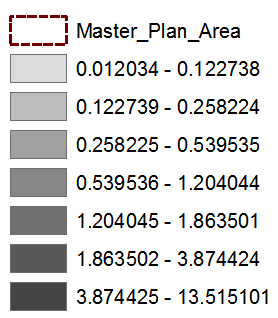 Master_Plan_Area
0.012034 - 0.122738
0.122739 - 0.258224
0.258225 - 0.539535
0.539536 - 1.204044
1.204045 - 1.863501
1.863502 - 3.874424
3.874425 - 13.515101